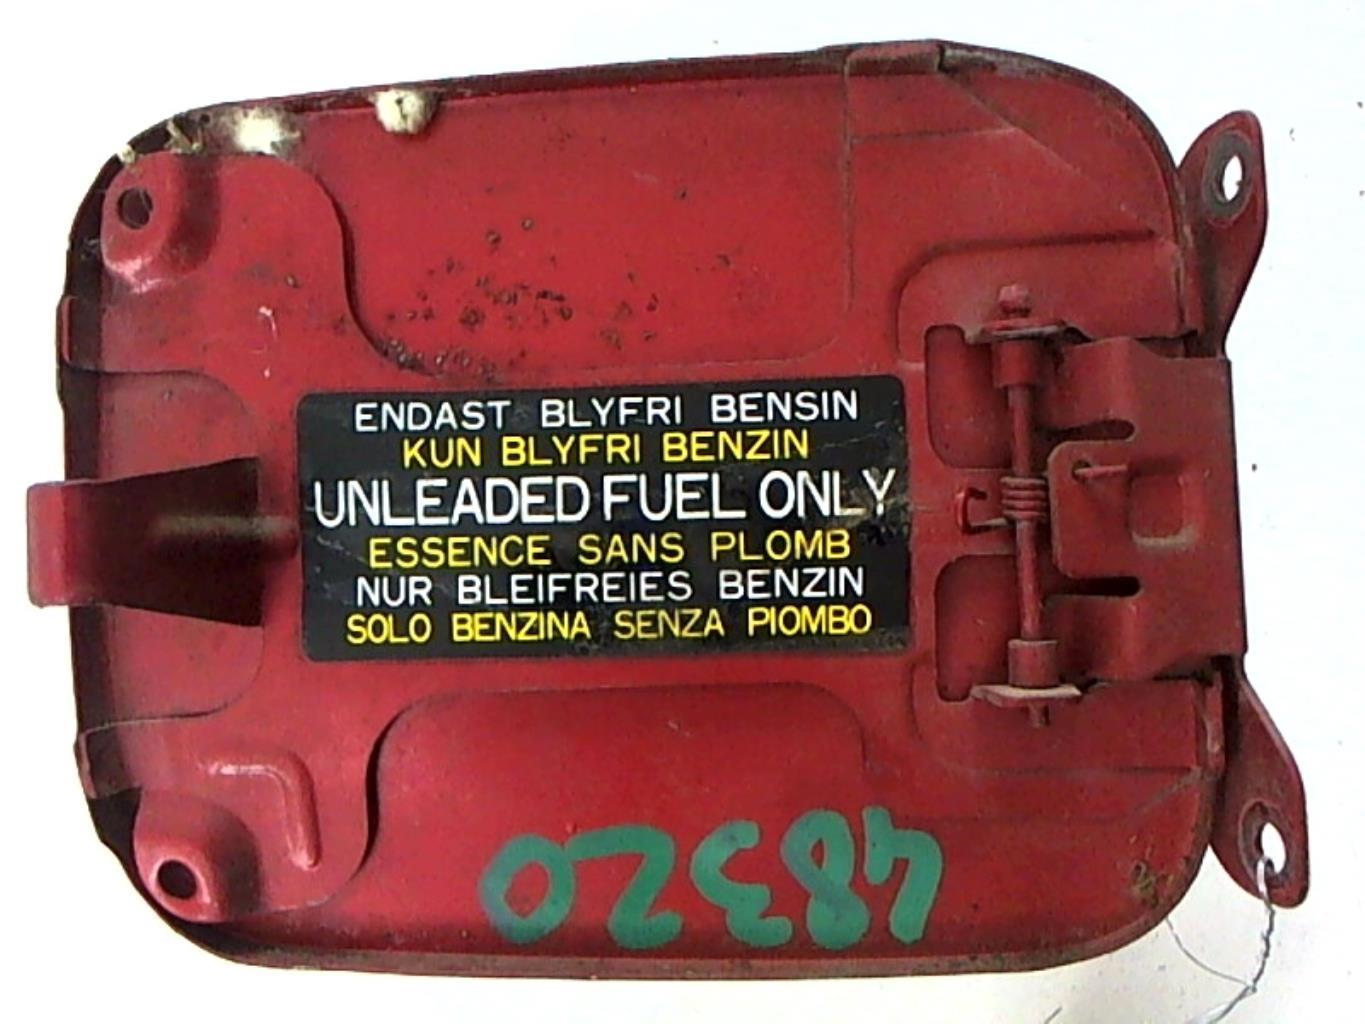 ENDAST BLYFRI BENSIN
KUN BLYFRI BENZIN
UNLEADED FUEL ONLY
ESSENCE SANS PLOMB
NUR BLEIFREIES BENZIN
SOLO BENZINA SENZA PIOMBO
48320